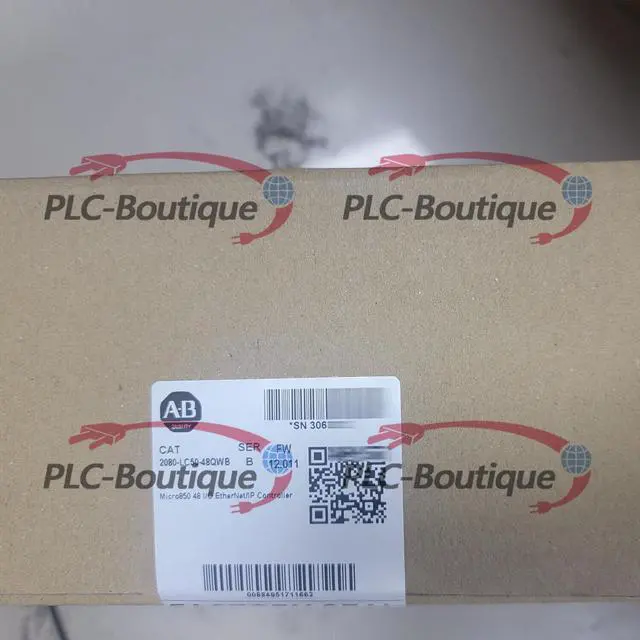 PLC-Boutique PLC-Boutique
A-B
QUALITY
*SN 306
CAT SER FW
2080-LC50-48QWB B 12.011
PLC-Boutique PLC-Boutique
Micro850 48 I/O EtherNet/IP Controller